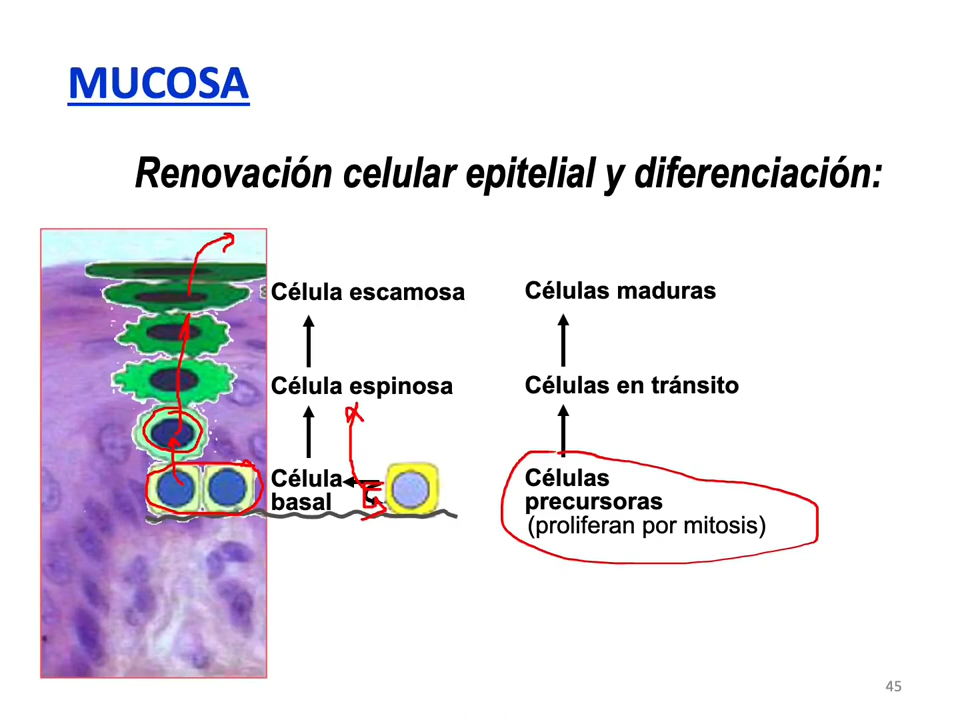 MUCOSA
Renovación celular epitelial y diferenciación:
Célula escamosa
Células maduras
Célula espinosa
Células en tránsito
Célula
basal
Células
precursoras
(proliferan por mitosis)
45